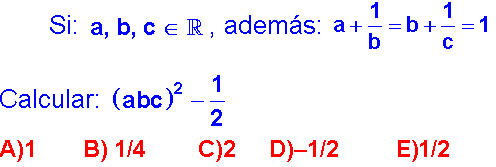 Si: a, b, c ∈ ℝ , además: a + 1/b = b + 1/c = 1
Calcular: (abc)² − 1/2
A)1 B) 1/4 C)2 D)–1/2 E)1/2